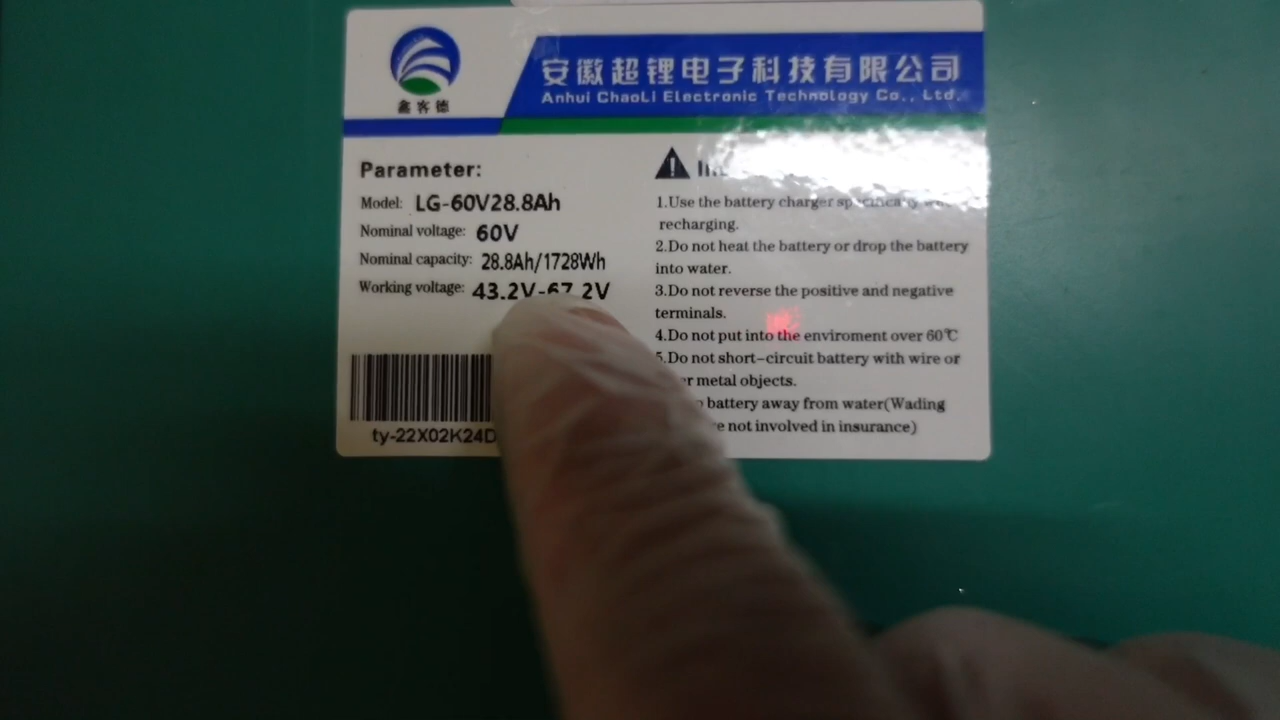 鑫客德
安徽超锂电子科技有限公司
Anhui ChaoLi Electronic Technology Co., Ltd.
Parameter:
Model: LG-60V28.8Ah
Nominal voltage: 60V
Nominal capacity: 28.8Ah/1728Wh
Working voltage: 43.2V-67.2V
ty-22X02K24D
1.Use the battery charger
recharging.
2.Do not heat the battery or drop the battery
into water.
3.Do not reverse the positive and negative
terminals.
4.Do not put into the enviroment over 60℃
5.Do not short-circuit battery with wire or
metal objects.
battery away from water(Wading
not involved in insurance)